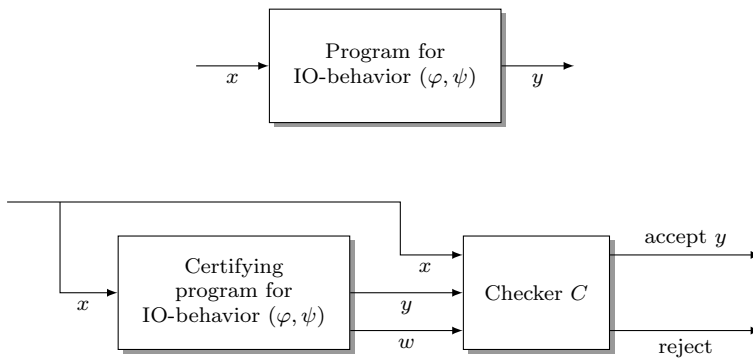 Program for
IO-behavior (φ, ψ)
x
y
accept y
x
Certifying
program for
IO-behavior (φ, ψ)
x
y
w
Checker C
reject